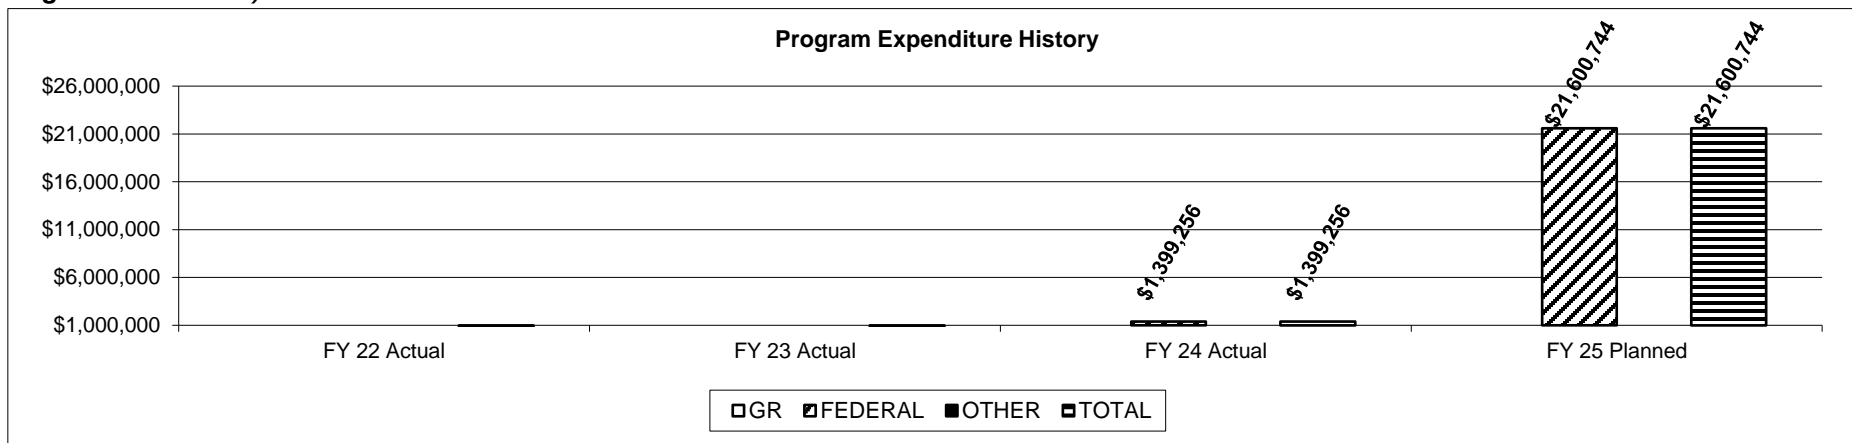 Program Expenditure History
$26,000,000
$21,000,000
$16,000,000
$11,000,000
$6,000,000
$1,000,000
$1,399,256
$1,399,256
$21,600,744
$21,600,744
FY 22 Actual
FY 23 Actual
FY 24 Actual
FY 25 Planned
GR FEDERAL OTHER TOTAL